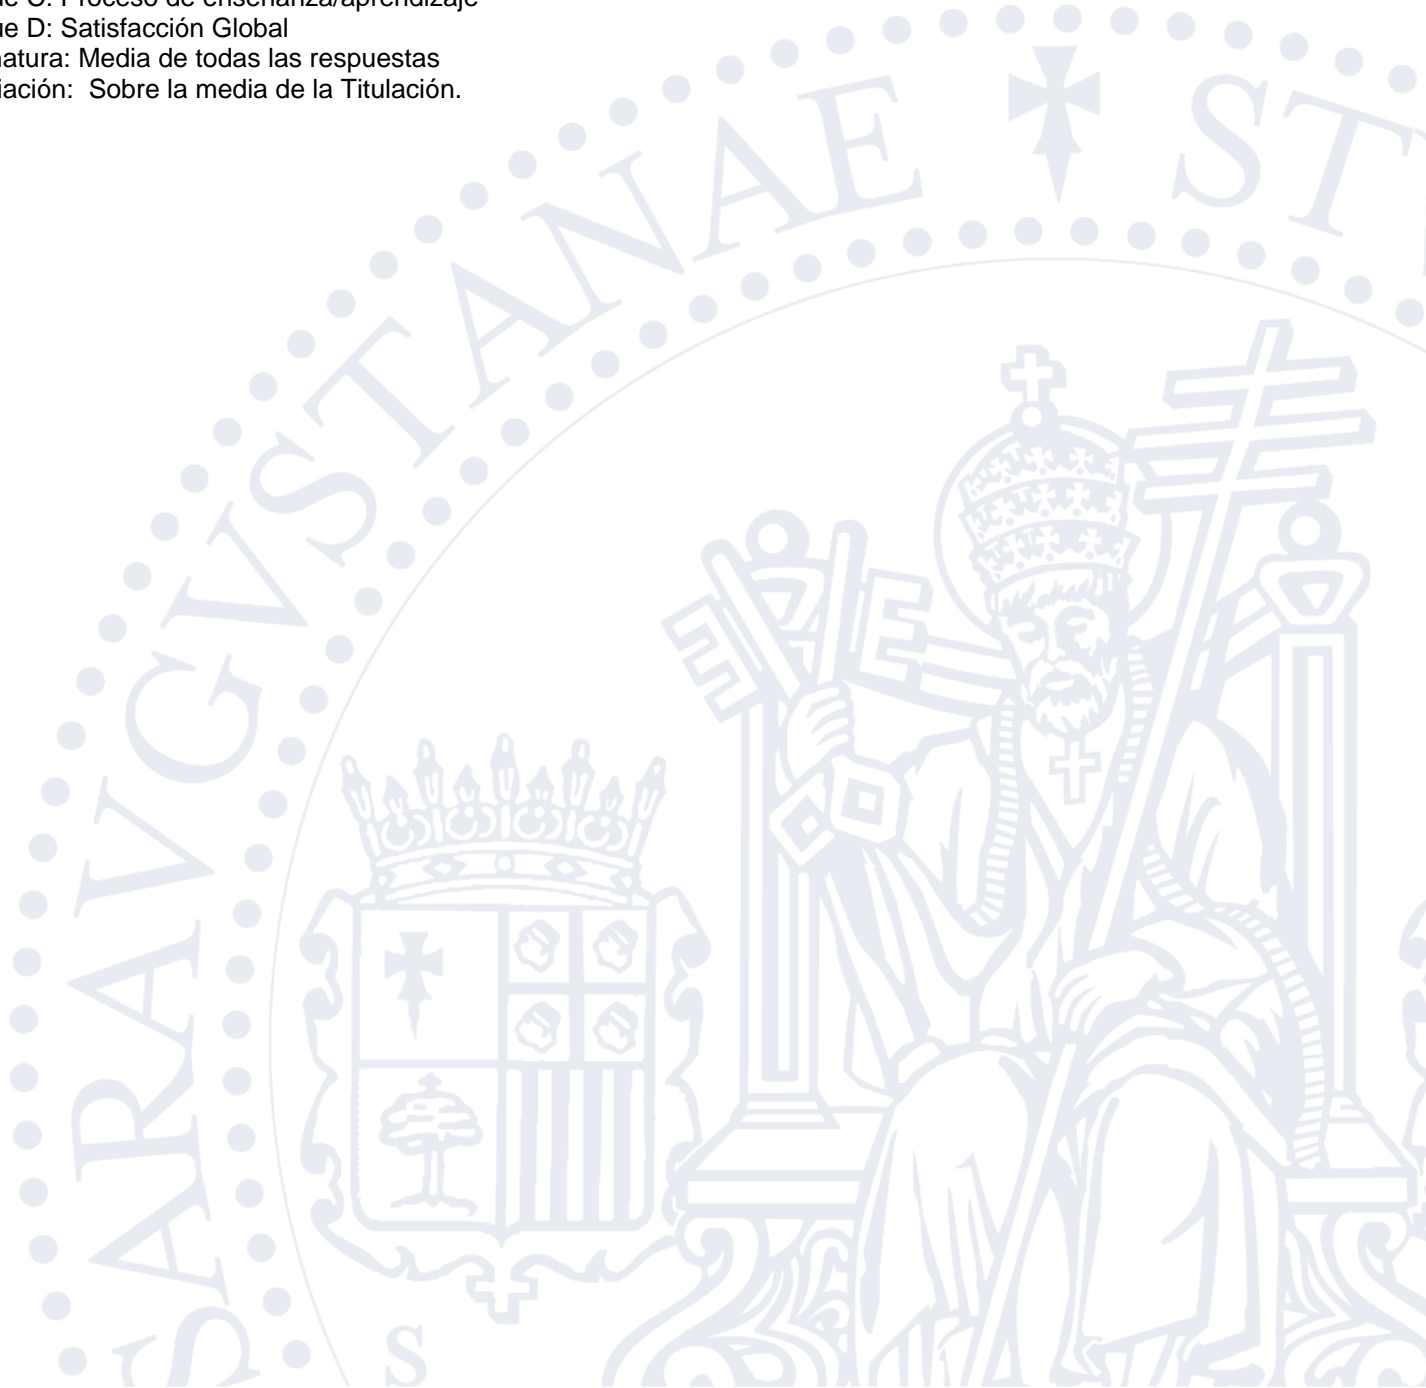 ue C: Proceso de enseñanza/aprendizaje
ue D: Satisfacción Global
natura: Media de todas las respuestas
iación:  Sobre la media de la Titulación.
SARAVGVSTANAE ST
S